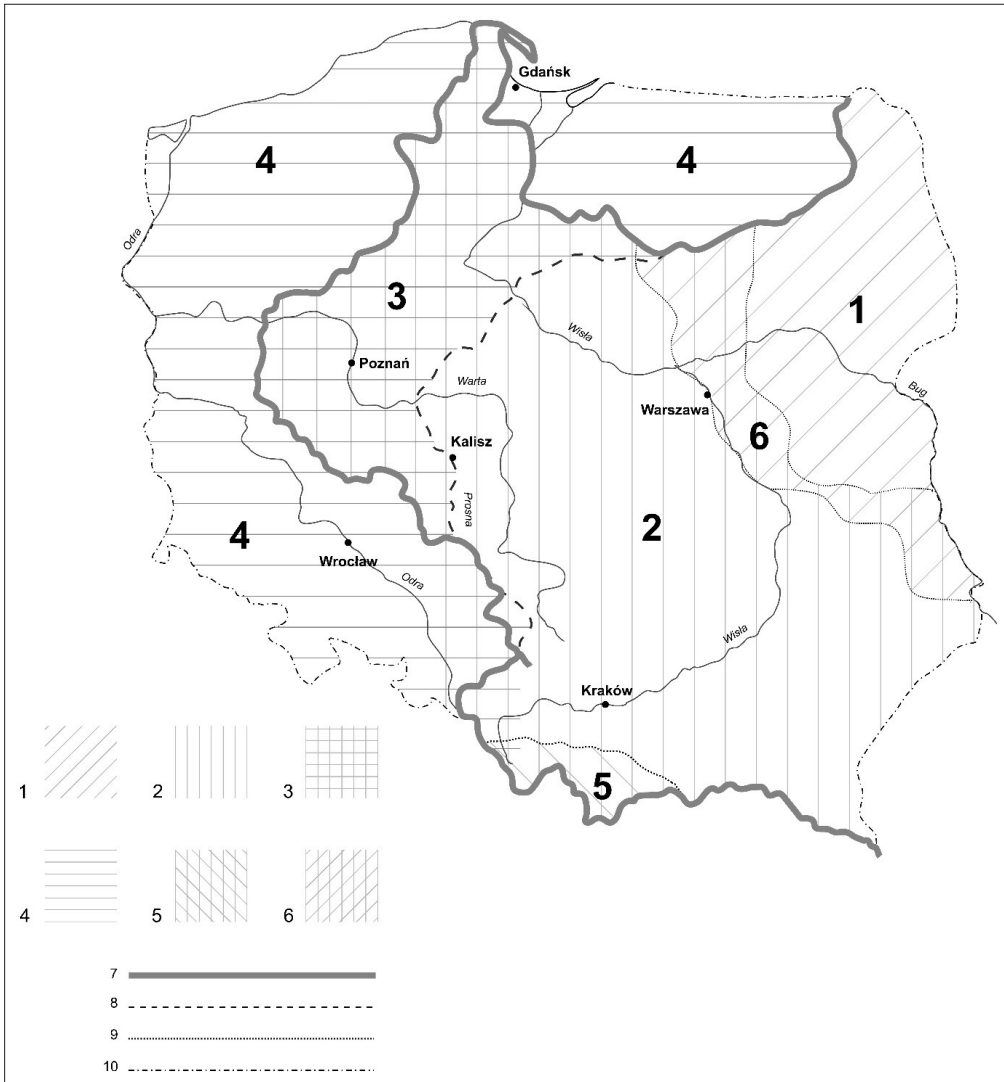 Gdańsk
4
4
Odra
1
3
Wisła
Poznań
Warta
Bug
Warszawa
6
Kalisz
Prosna
2
4
Wrocław
Odra
Wisła
Kraków
5
1
2
3
4
5
6
7
8
9
10